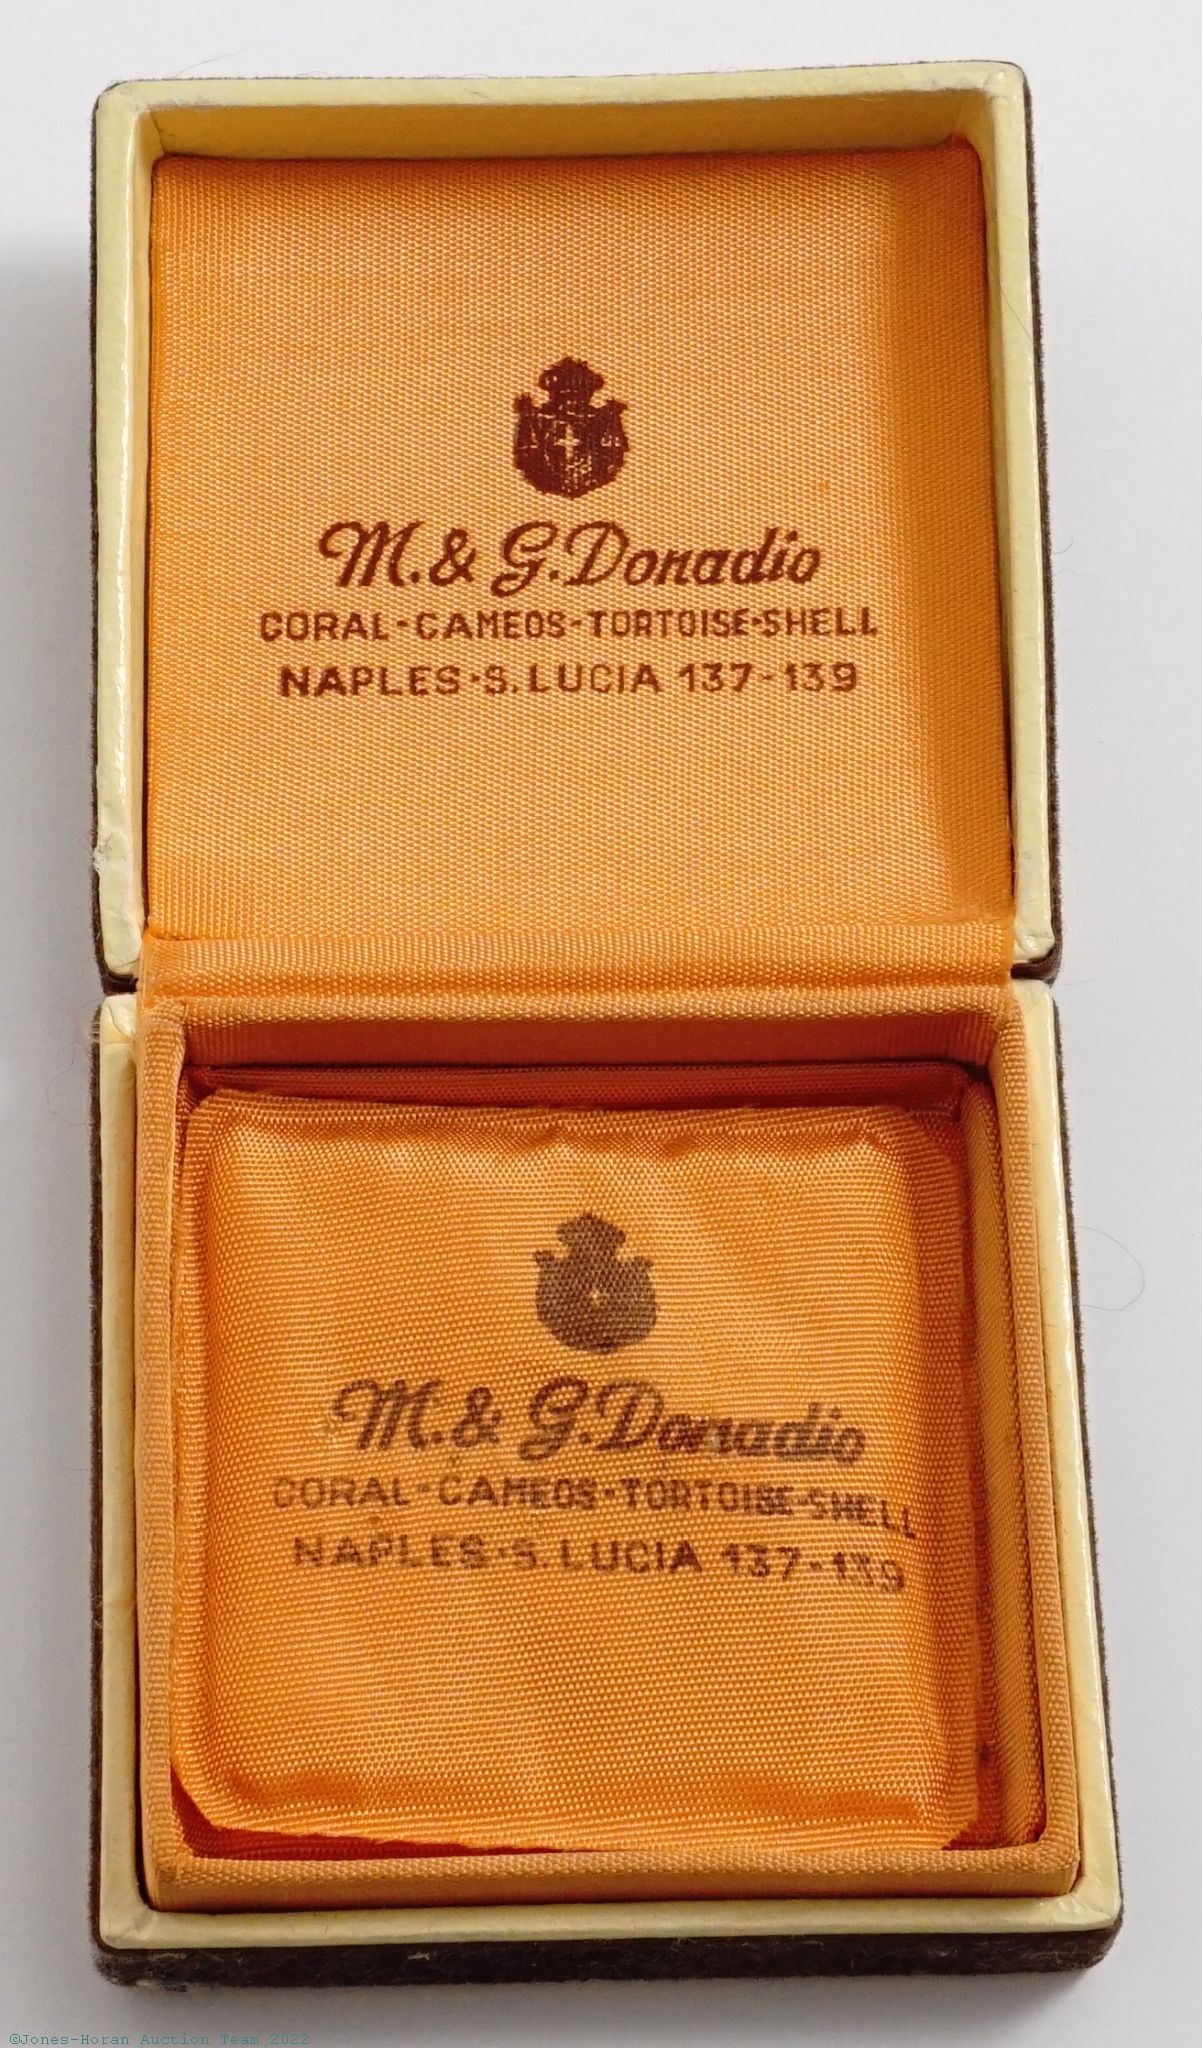 M. & G. Donadio
CORAL-CAMEOS-TORTOISE-SHELL
NAPLES-S. LUCIA 137-139
M. & G. Donadio
CORAL-CAMEOS-TORTOISE-SHELL
NAPLES-S. LUCIA 137-139
©Jones-Horan Auction Team 2022